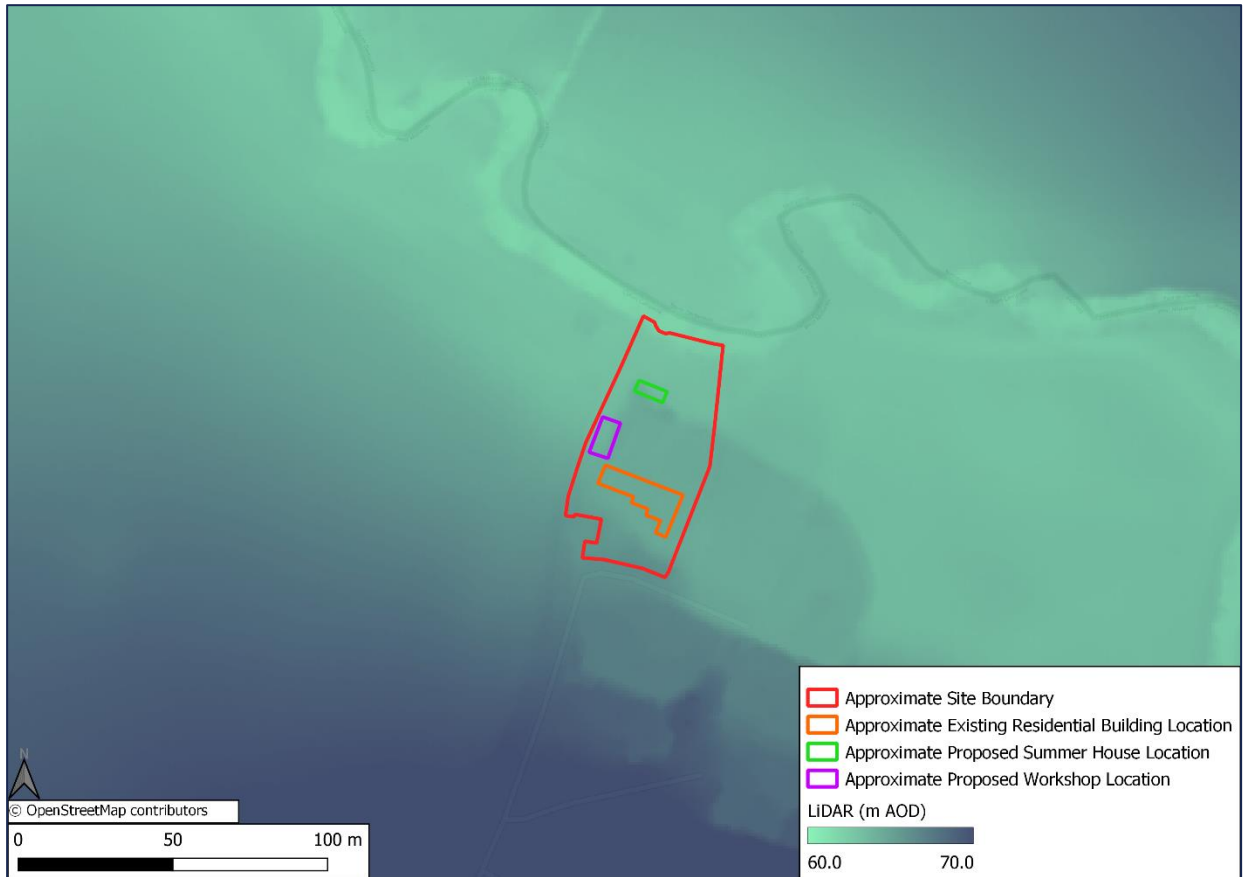 Approximate Site Boundary
Approximate Existing Residential Building Location
Approximate Proposed Summer House Location
Approximate Proposed Workshop Location
LiDAR (m AOD)
60.0 70.0
N
© OpenStreetMap contributors
0 50 100 m